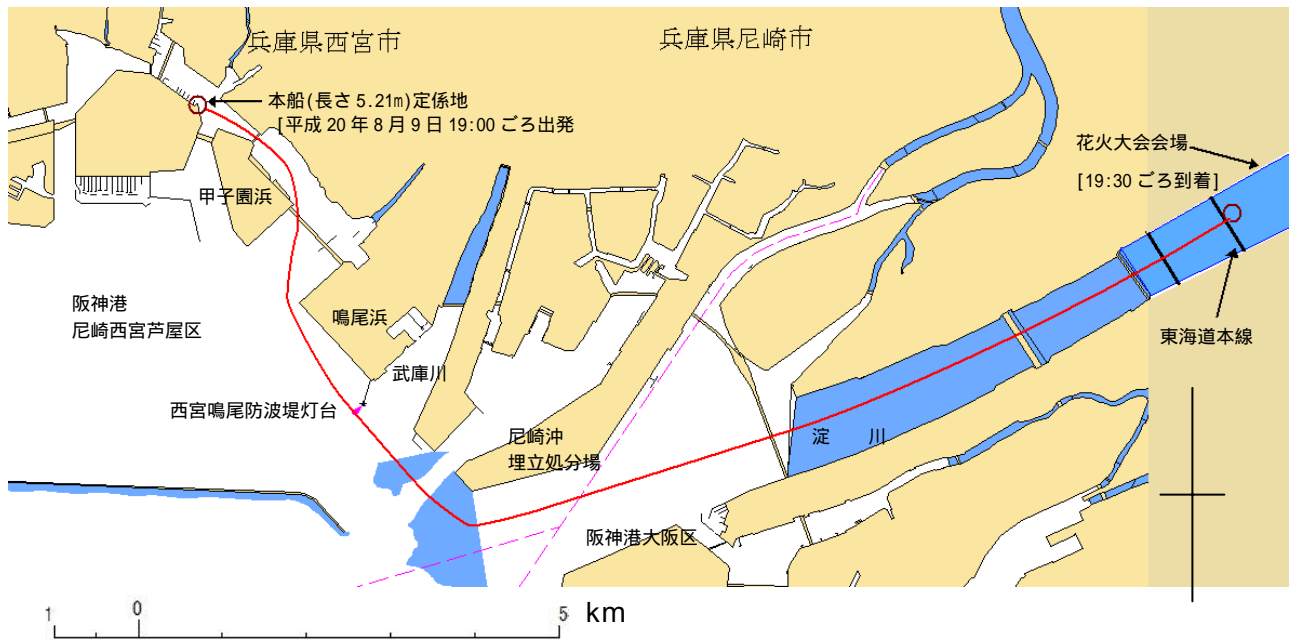 兵庫県西宮市
兵庫県尼崎市
本船(長さ 5.21m)定係地
[平成 20 年 8 月 9 日 19:00 ごろ出発
花火大会会場
[19:30 ごろ到着]
甲子園浜
阪神港
尼崎西宮芦屋区
鳴尾浜
東海道本線
武庫川
西宮鳴尾防波堤灯台
尼崎沖
埋立処分場
淀 川
阪神港大阪区
1 0 5 km